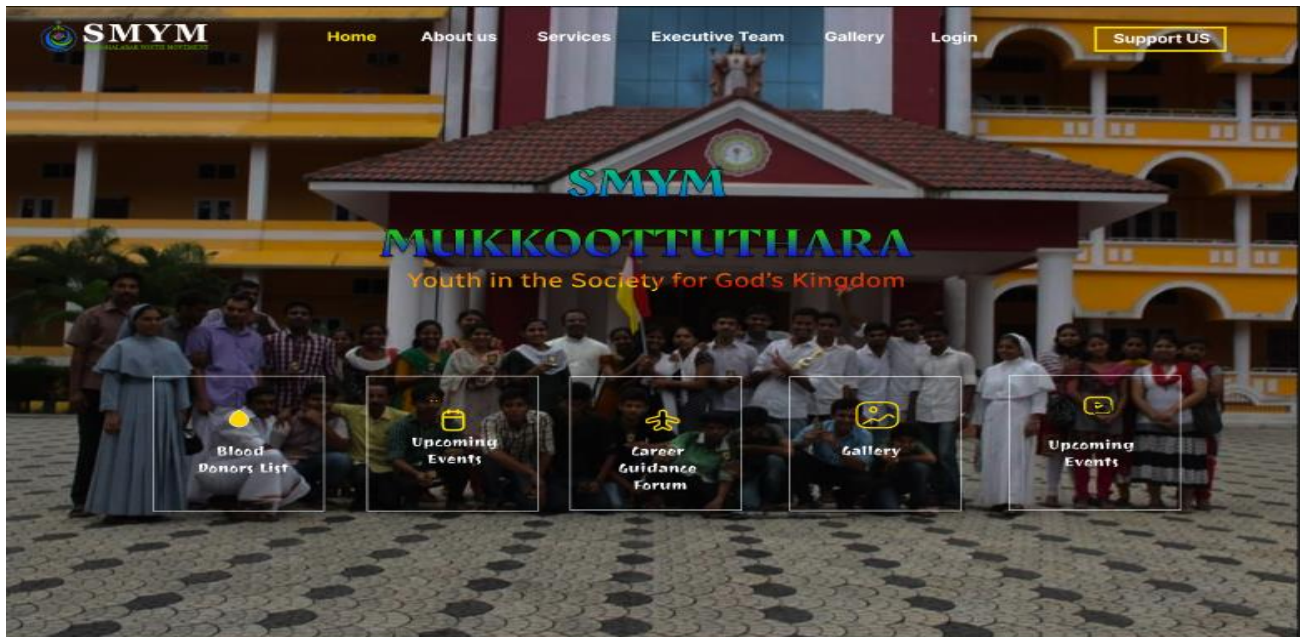 SMYM
Home About us Services Executive Team Gallery Login Support US
SMYM
MUKKOOTTUTHARA
Youth in the Society for God's Kingdom
Blood
Donors List
Upcoming
Events
Career
Guidance
Forum
Gallery
Upcoming
Events